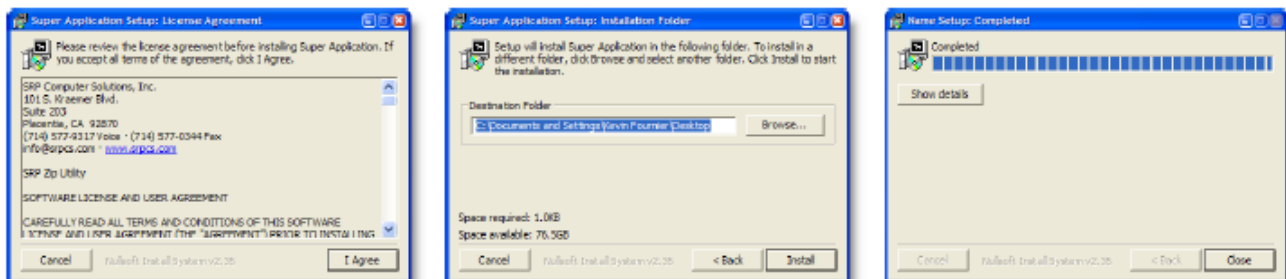 Super Application Setup: License Agreement
Please review the license agreement before installing Super Application. If
you accept all terms of the agreement, click I Agree.
SRP Computer Solutions, Inc.
101 S. Kraemer Blvd.
Suite 203
Placentia, CA 92870
(714) 577-9317 Voice · (714) 577-0344 Fax
info@srpcs.com · www.srpcs.com
SRP Zip Utility
SOFTWARE LICENSE AND USER AGREEMENT
CAREFULLY READ ALL TERMS AND CONDITIONS OF THIS SOFTWARE
LICENSE AND USER AGREEMENT (THE "AGREEMENT") PRIOR TO INSTALLING
Cancel
Nullsoft Install System v2.35
I Agree
Super Application Setup: Installation Folder
Setup will install Super Application in the following folder. To install in a
different folder, click Browse and select another folder. Click Install to start
the installation.
Destination Folder
C:\Documents and Settings\Kevin Fournier\Desktop
Browse...
Space required: 1.0KB
Space available: 76.5GB
Cancel
Nullsoft Install System v2.35
< Back
Install
Name Setup: Completed
Completed
Show details
Cancel
Nullsoft Install System v2.35
< Back
Close